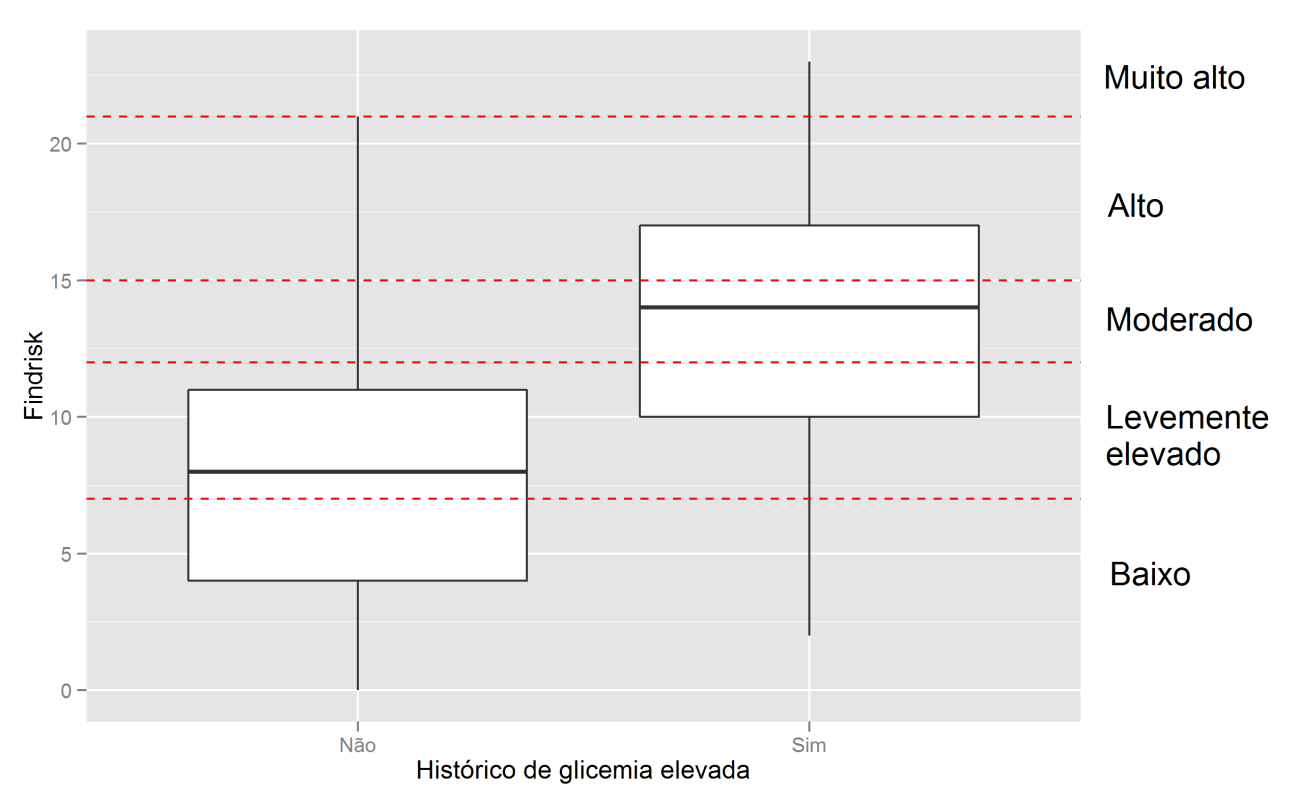 Muito alto
20
Alto
15
Moderado
Findrisk
10
Levemente
elevado
5
Baixo
0
Não
Sim
Histórico de glicemia elevada